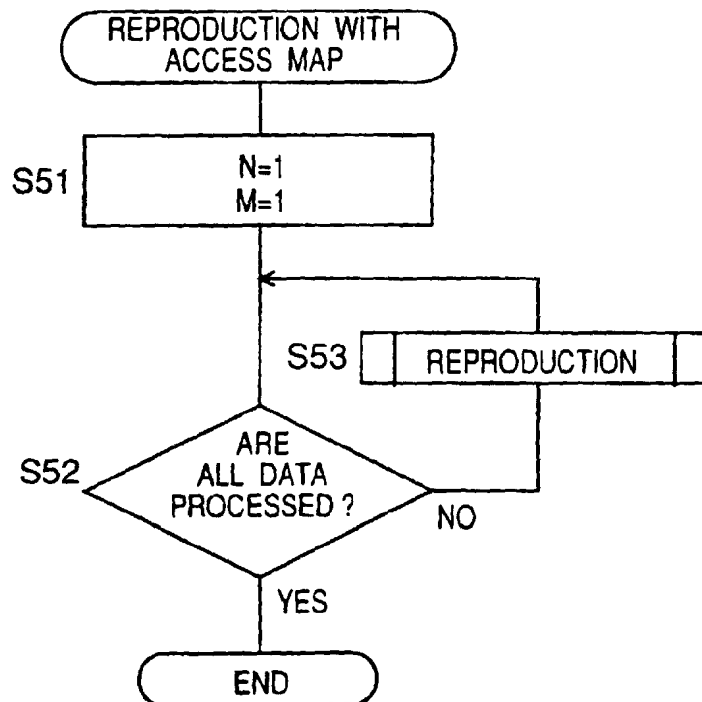 REPRODUCTION WITH
ACCESS MAP
S51
N=1
M=1
S53
REPRODUCTION
S52
ARE
ALL DATA
PROCESSED?
NO
YES
END